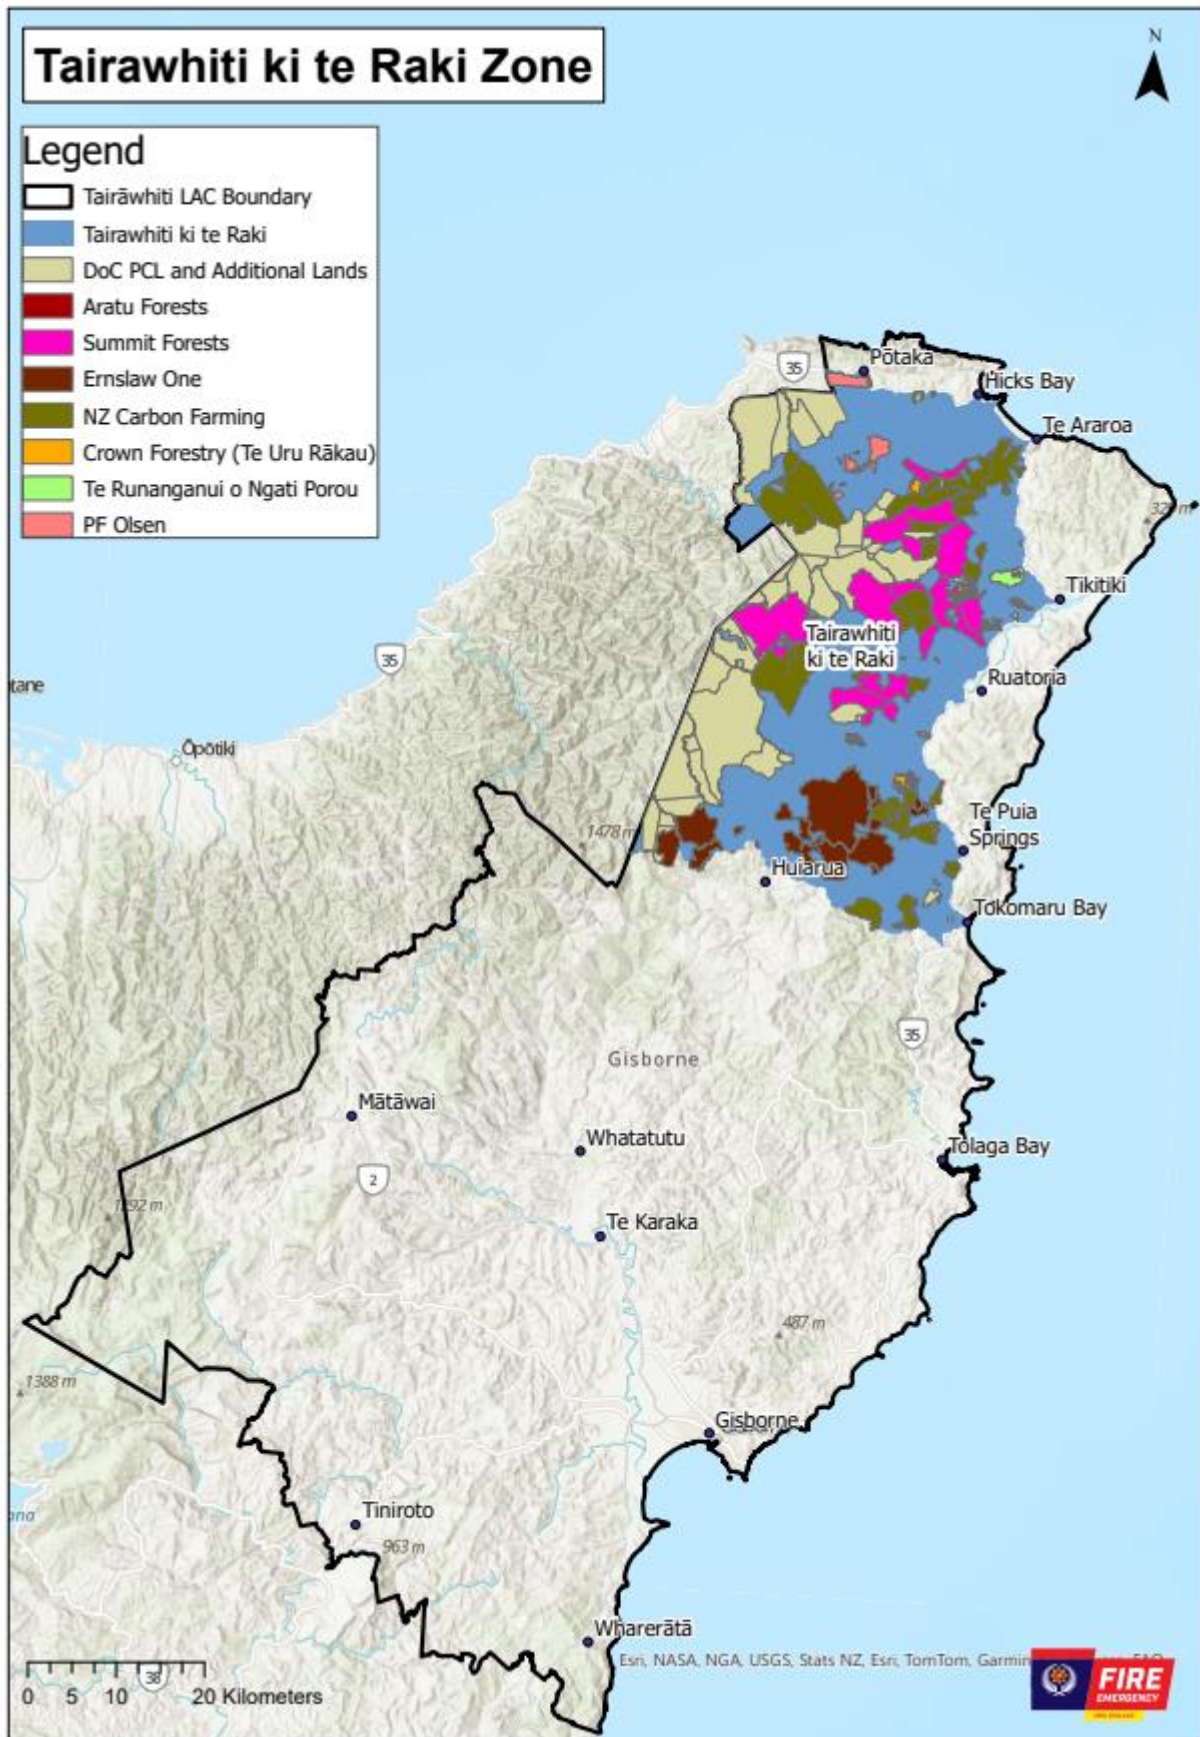 Tairawhiti ki te Raki Zone
N
Legend
Tairāwhiti LAC Boundary
Tairawhiti ki te Raki
DoC PCL and Additional Lands
Aratu Forests
Summit Forests
Ernslaw One
NZ Carbon Farming
Crown Forestry (Te Uru Rākau)
Te Runanganui o Ngati Porou
PF Olsen
35
Pōtaka
Hicks Bay
Te Araroa
Tikitiki
Tairawhiti
ki te Raki
35
tane
Ruatoria
Ōpōtiki
Te Puia
Springs
1478 m
Huiarua
Tokomaru Bay
35
Gisborne
Mātāwai
Whatatutu
Tolaga Bay
2
Te Karaka
487 m
1388 m
Gisborne
Tiniroto
963 m
Wharerātā
Esri, NASA, NGA, USGS, Stats NZ, Esri, TomTom, Garmin
38
0 5 10 20 Kilometers
FIRE
EMERGENCY
NEW ZEALAND